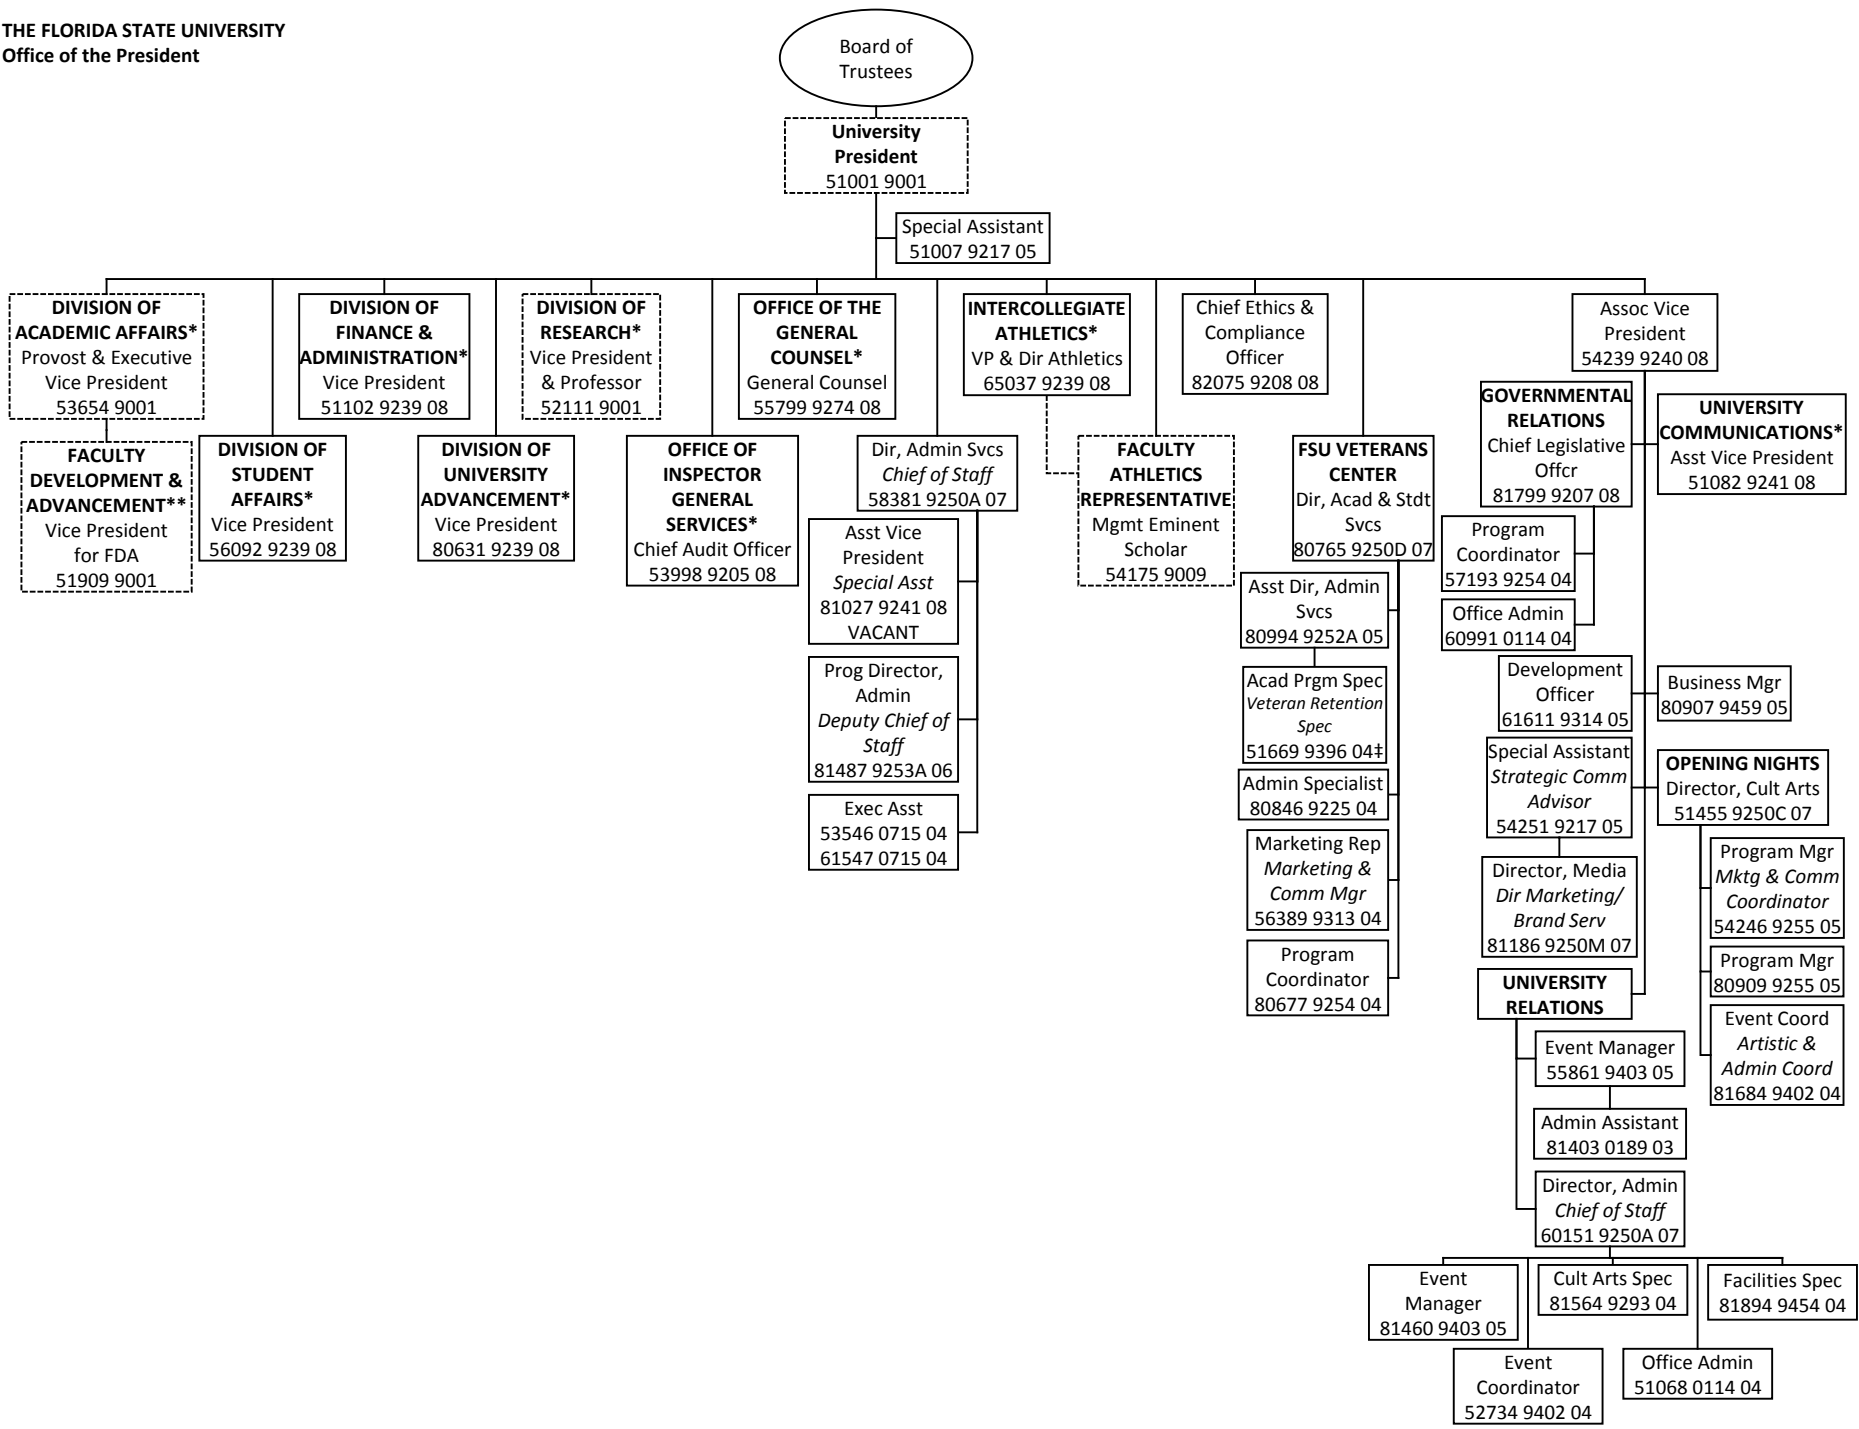 THE FLORIDA STATE UNIVERSITY
Office of the President
Board of
Trustees
University
President
51001 9001
Special Assistant
51007 9217 05
DIVISION OF
ACADEMIC AFFAIRS*
Provost & Executive
Vice President
53654 9001
FACULTY
DEVELOPMENT &
ADVANCEMENT**
Vice President
for FDA
51909 9001
DIVISION OF
STUDENT
AFFAIRS*
Vice President
56092 9239 08
DIVISION OF
FINANCE &
ADMINISTRATION*
Vice President
51102 9239 08
DIVISION OF
UNIVERSITY
ADVANCEMENT*
Vice President
80631 9239 08
DIVISION OF
RESEARCH*
Vice President
& Professor
52111 9001
OFFICE OF
INSPECTOR
GENERAL
SERVICES*
Chief Audit Officer
53998 9205 08
OFFICE OF THE
GENERAL
COUNSEL*
General Counsel
55799 9274 08
Dir, Admin Svcs
Chief of Staff
58381 9250A 07
Asst Vice
President
Special Asst
81027 9241 08
VACANT
Prog Director,
Admin
Deputy Chief of
Staff
81487 9253A 06
Exec Asst
53546 0715 04
61547 0715 04
INTERCOLLEGIATE
ATHLETICS*
VP & Dir Athletics
65037 9239 08
FACULTY
ATHLETICS
REPRESENTATIVE
Mgmt Eminent
Scholar
54175 9009
Chief Ethics &
Compliance
Officer
82075 9208 08
FSU VETERANS
CENTER
Dir, Acad & Stdt
Svcs
80765 9250D 07
Asst Dir, Admin
Svcs
80994 9252A 05
Acad Prgm Spec
Veteran Retention
Spec
51669 9396 04‡
Admin Specialist
80846 9225 04
Marketing Rep
Marketing &
Comm Mgr
56389 9313 04
Program
Coordinator
80677 9254 04
Assoc Vice
President
54239 9240 08
GOVERNMENTAL
RELATIONS
Chief Legislative
Offcr
81799 9207 08
Program
Coordinator
57193 9254 04
Office Admin
60991 0114 04
UNIVERSITY
COMMUNICATIONS*
Asst Vice President
51082 9241 08
Development
Officer
61611 9314 05
Business Mgr
80907 9459 05
Special Assistant
Strategic Comm
Advisor
54251 9217 05
Director, Media
Dir Marketing/
Brand Serv
81186 9250M 07
OPENING NIGHTS
Director, Cult Arts
51455 9250C 07
Program Mgr
Mktg & Comm
Coordinator
54246 9255 05
Program Mgr
80909 9255 05
Event Coord
Artistic &
Admin Coord
81684 9402 04
UNIVERSITY
RELATIONS
Event Manager
55861 9403 05
Admin Assistant
81403 0189 03
Director, Admin
Chief of Staff
60151 9250A 07
Event
Manager
81460 9403 05
Event
Coordinator
52734 9402 04
Cult Arts Spec
81564 9293 04
Office Admin
51068 0114 04
Facilities Spec
81894 9454 04